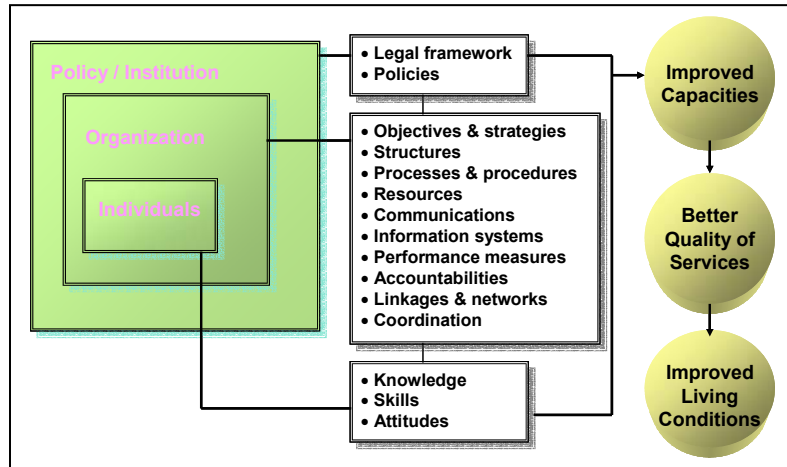 Policy / Institution
Organization
Individuals
• Legal framework
• Policies
• Objectives & strategies
• Structures
• Processes & procedures
• Resources
• Communications
• Information systems
• Performance measures
• Accountabilities
• Linkages & networks
• Coordination
• Knowledge
• Skills
• Attitudes
Improved
Capacities
Better
Quality of
Services
Improved
Living
Conditions